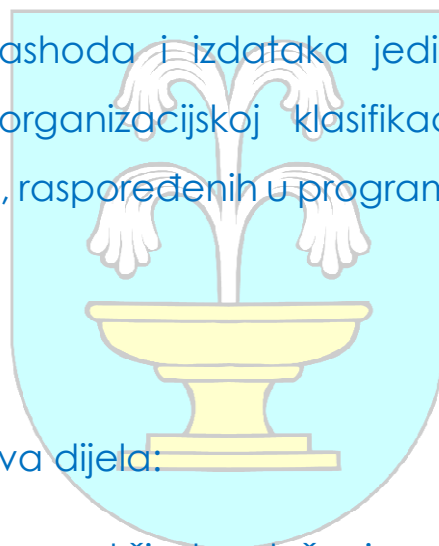 ashoda i izdataka jedi
organizacijskoj klasifikac
, raspoređenih u program
va dijela: